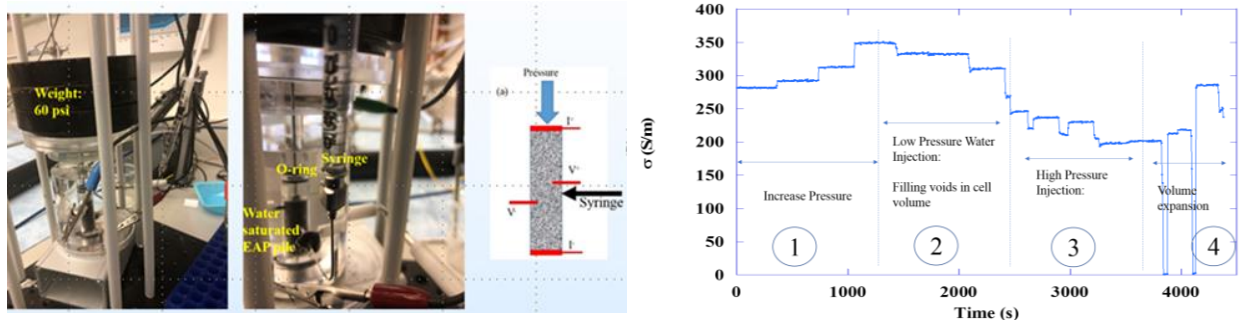 Weight:
60 psi
O-ring
Syringe
Water
saturated
EAP pile
Pressure
(a)
I⁺
V⁺
Syringe
V⁻
I⁻
σ (S/m)
400
350
300
250
200
150
100
50
0
Increase Pressure
1
Low Pressure Water
Injection:
Filling voids in cell
volume
2
High Pressure
Injection:
3
Volume
expansion
4
0
1000
2000
3000
4000
Time (s)